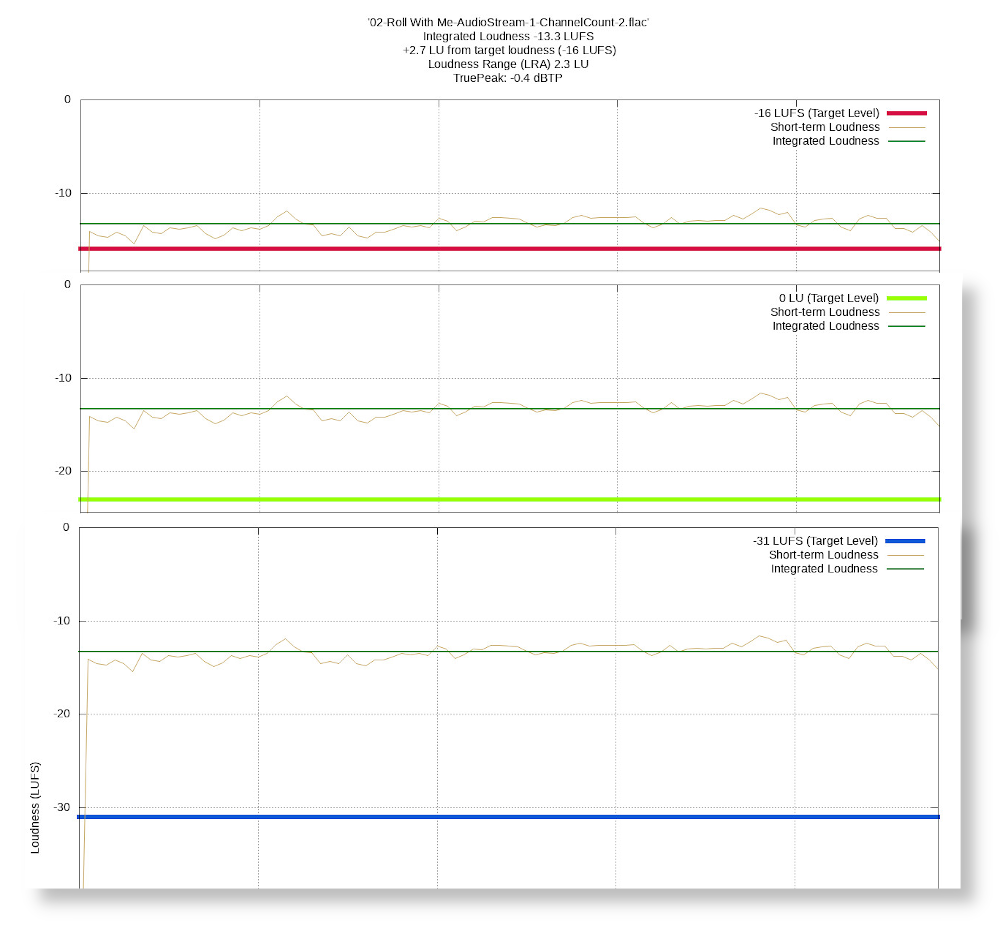 '02-Roll With Me-AudioStream-1-ChannelCount-2.flac'
Integrated Loudness -13.3 LUFS
+2.7 LU from target loudness (-16 LUFS)
Loudness Range (LRA) 2.3 LU
TruePeak: -0.4 dBTP
0
-16 LUFS (Target Level)
Short-term Loudness
Integrated Loudness
-10
0
0 LU (Target Level)
Short-term Loudness
Integrated Loudness
-10
-20
0
-31 LUFS (Target Level)
Short-term Loudness
Integrated Loudness
-10
-20
-30
Loudness (LUFS)